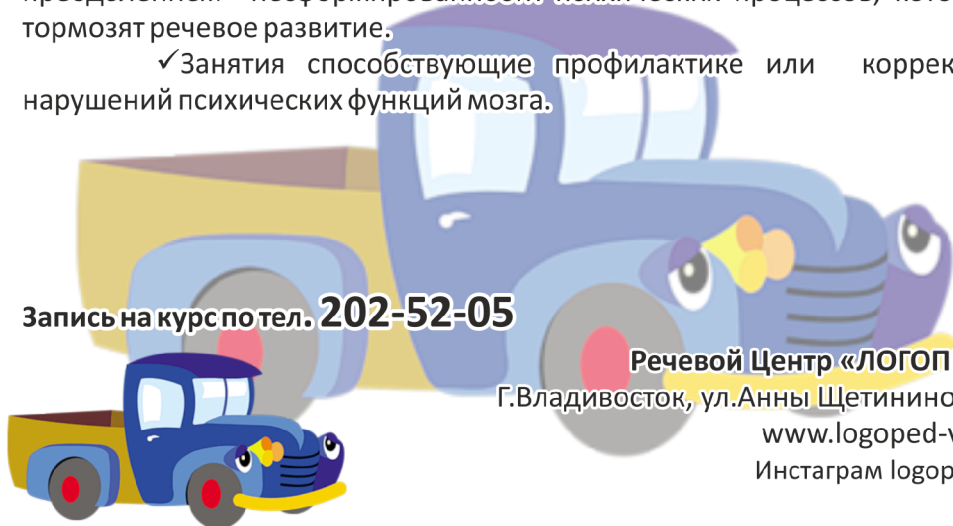 тормозят речевое развитие.
✓Занятия способствующие профилактике или коррек
нарушений психических функций мозга.
Запись на курс по тел. 202-52-05
Речевой Центр «ЛОГОП
Г.Владивосток, ул.Анны Щетинино
www.logoped-v
Инстаграм logop